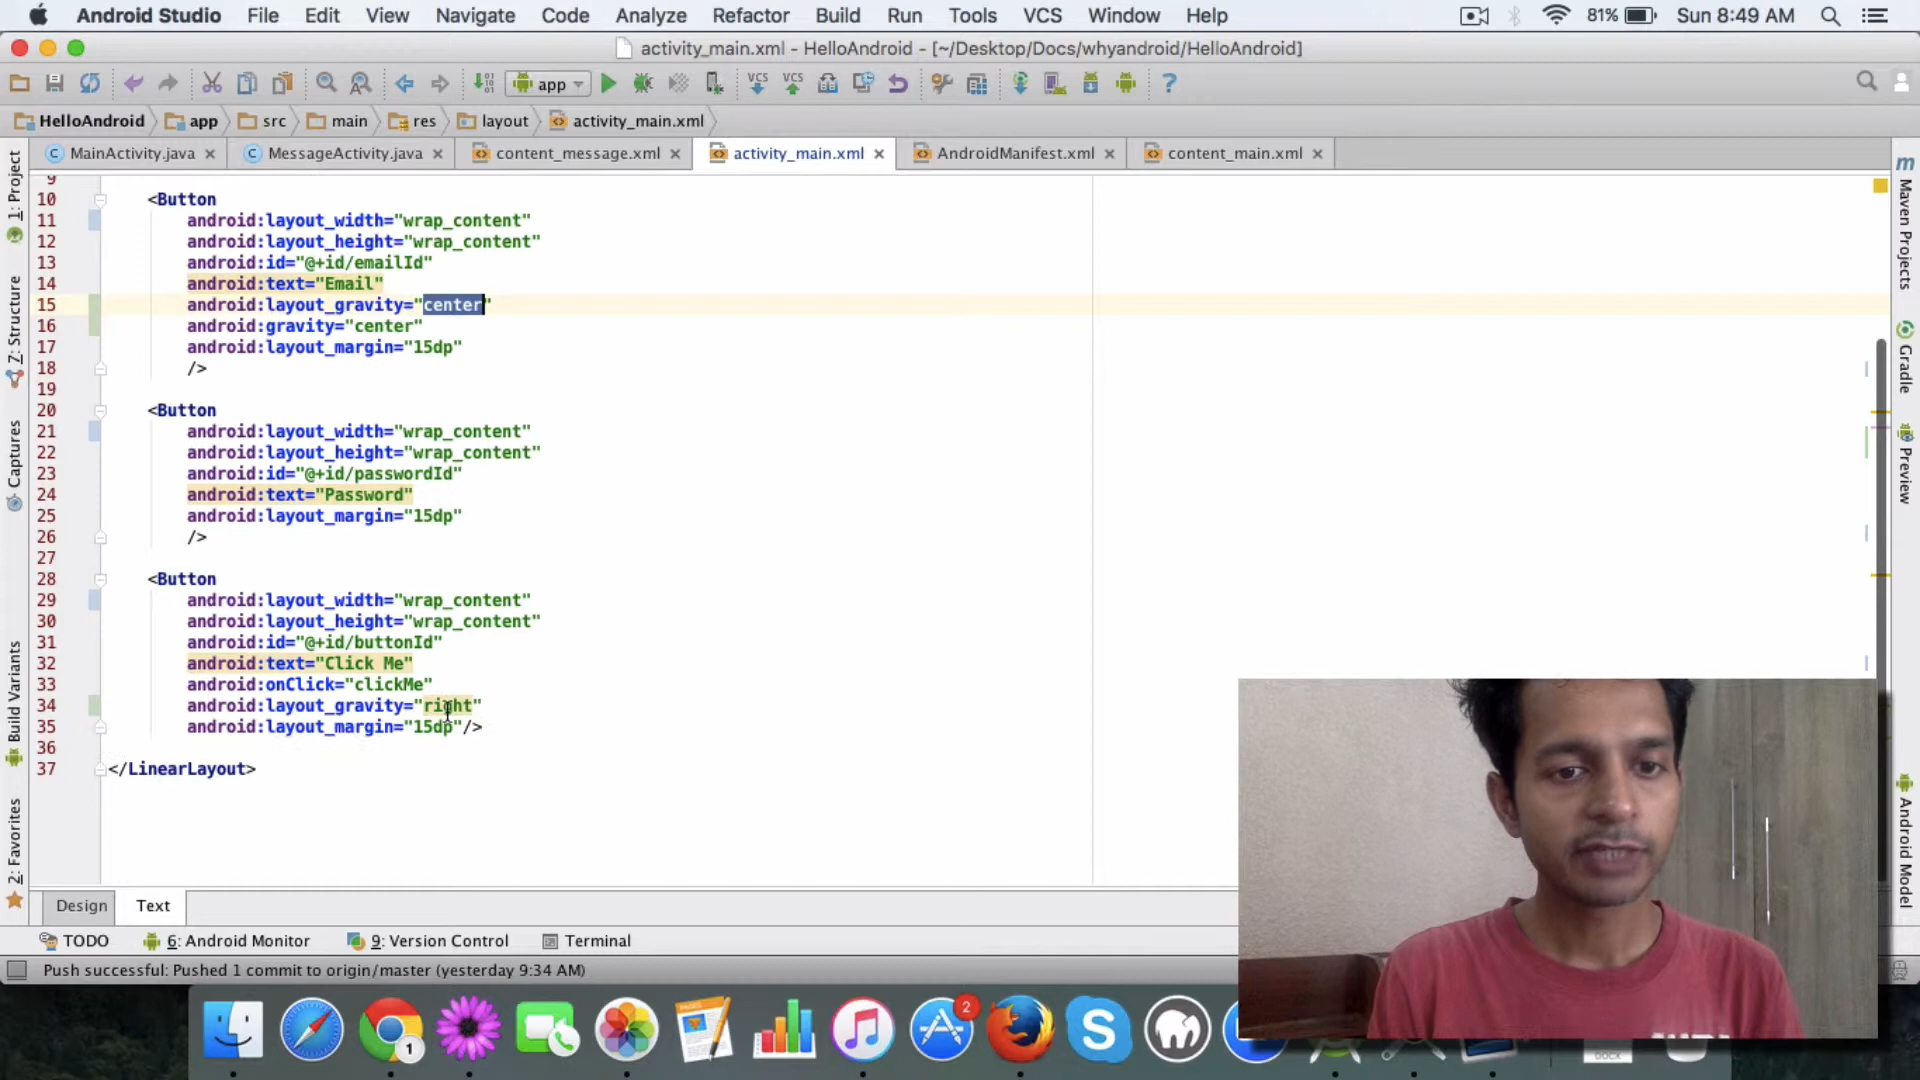 Android Studio File Edit View Navigate Code Analyze Refactor Build Run Tools VCS Window Help 81% Sun 8:49 AM
activity_main.xml - HelloAndroid - [~/Desktop/Docs/whyandroid/HelloAndroid]
app VCS VCS ?
HelloAndroid app src main res layout activity_main.xml
MainActivity.java MessageActivity.java content_message.xml activity_main.xml AndroidManifest.xml content_main.xml
1: Project
7: Structure
Captures
Build Variants
2: Favorites
9
10 <Button
11 android:layout_width="wrap_content"
12 android:layout_height="wrap_content"
13 android:id="@+id/emailId"
14 android:text="Email"
15 android:layout_gravity="center"
16 android:gravity="center"
17 android:layout_margin="15dp"
18 />
19
20 <Button
21 android:layout_width="wrap_content"
22 android:layout_height="wrap_content"
23 android:id="@+id/passwordId"
24 android:text="Password"
25 android:layout_margin="15dp"
26 />
27
28 <Button
29 android:layout_width="wrap_content"
30 android:layout_height="wrap_content"
31 android:id="@+id/buttonId"
32 android:text="Click Me"
33 android:onClick="clickMe"
34 android:layout_gravity="right"
35 android:layout_margin="15dp"/>
36
37 </LinearLayout>
m Maven Projects
Gradle
Preview
Android Model
Design Text
TODO 6: Android Monitor 9: Version Control Terminal
Push successful: Pushed 1 commit to origin/master (yesterday 9:34 AM)
1 2 S
DOCX